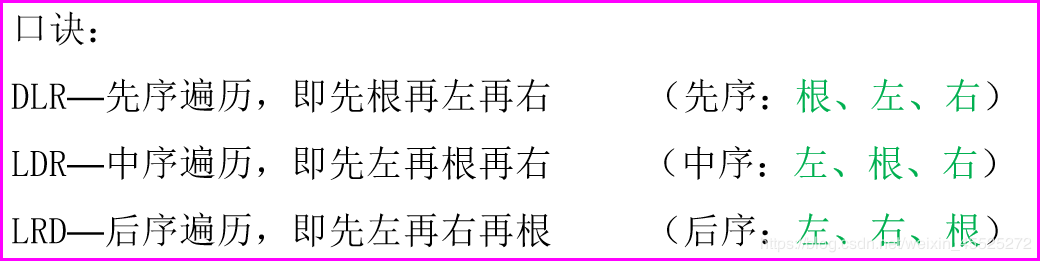 口诀：
DLR—先序遍历，即先根再左再右 （先序：根、左、右）
LDR—中序遍历，即先左再根再右 （中序：左、根、右）
LRD—后序遍历，即先左再右再根 （后序：左、右、根）